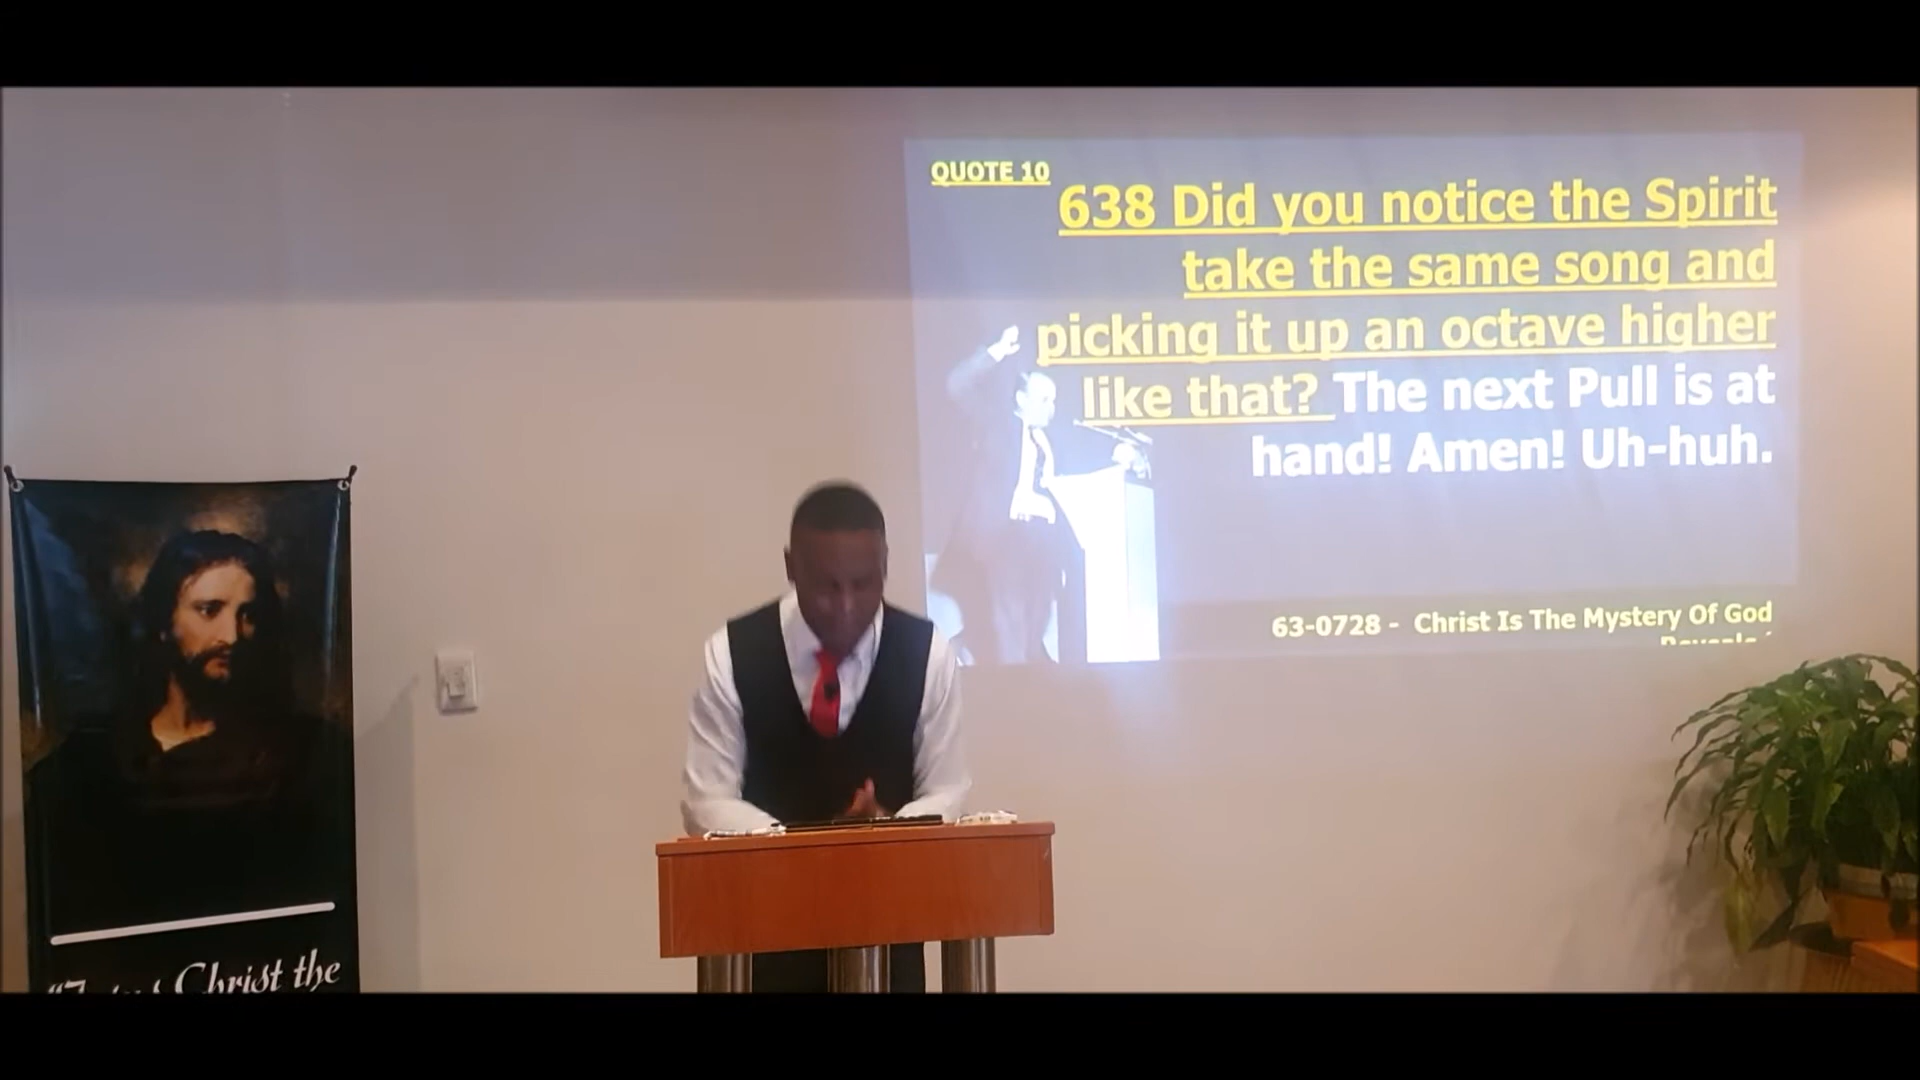 QUOTE 10
638 Did you notice the Spirit
take the same song and
picking it up an octave higher
like that? The next Pull is at
hand! Amen! Uh-huh.
63-0728 - Christ Is The Mystery Of God
Christ the